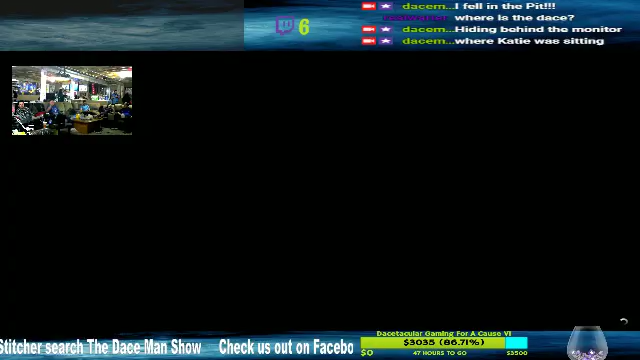 6
dacem...I fell in the Pit!!!
where is the dace?
dacem...Hiding behind the monitor
dacem...where Katie was sitting
Stitcher search The Dace Man Show Check us out on Facebo
Dacetacular Gaming For A Cause VI
$3035 (86.71%)
$0 47 HOURS TO GO $3500